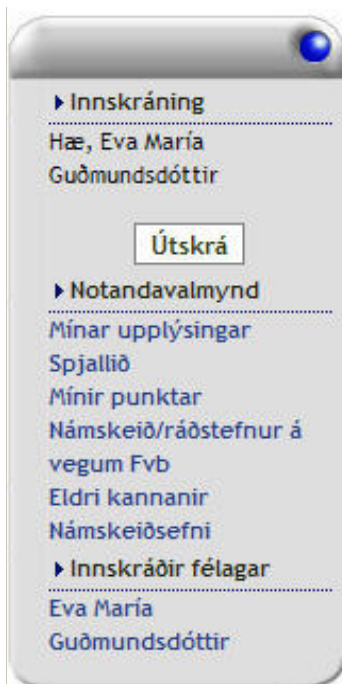 Innskráning
Hæ, Eva María
Guðmundsdóttir
Útskrá
Notandavalmynd
Mínar upplýsingar
Spjallið
Mínir punktar
Námskeið/ráðstefnur á
vegum Fvb
Eldri kannanir
Námskeiðsefni
Innskráðir félagar
Eva María
Guðmundsdóttir